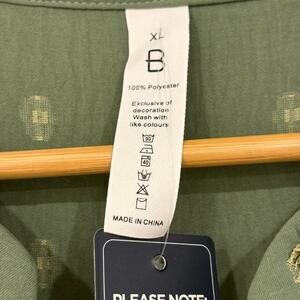 XL
B
100% Polyester
Exclusive of
decoration
Wash with
like colours
MADE IN CHINA
PLEASE NOTE: